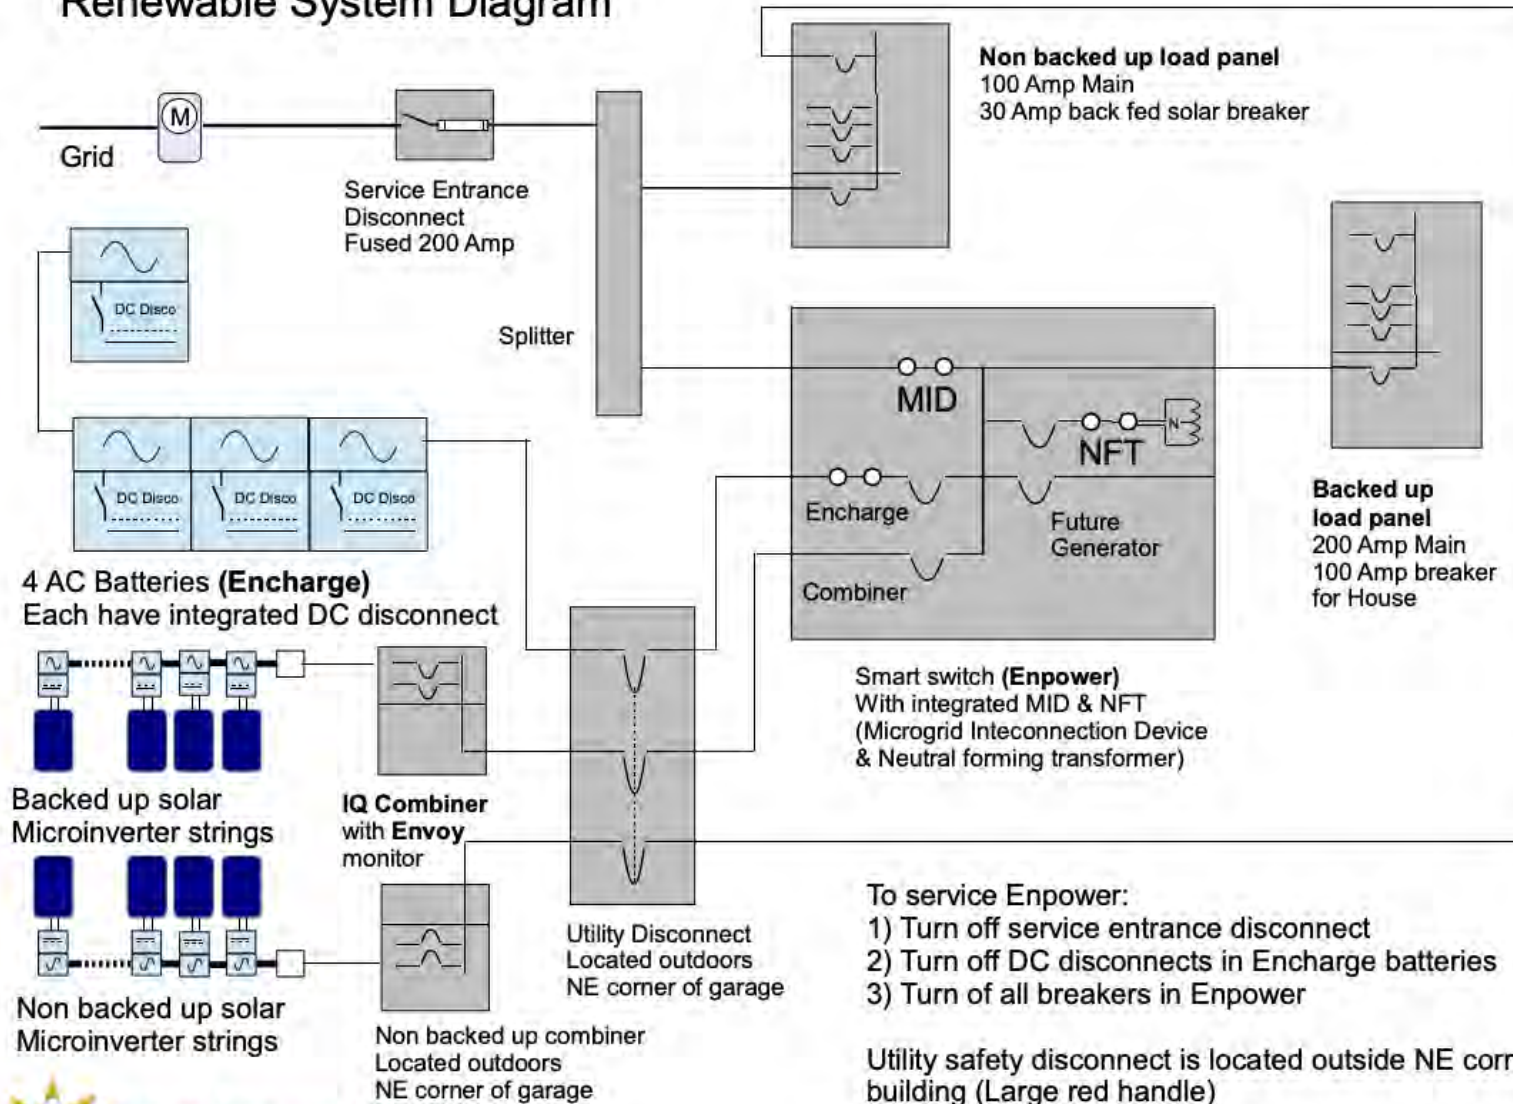 Renewable System Diagram
Non backed up load panel
100 Amp Main
30 Amp back fed solar breaker
M
Grid
Service Entrance
Disconnect
Fused 200 Amp
DC Disco
Splitter
MID
N
NFT
DC Disco
DC Disco
DC Disco
Encharge
Future
Generator
Combiner
Backed up
load panel
200 Amp Main
100 Amp breaker
for House
4 AC Batteries (Encharge)
Each have integrated DC disconnect
Smart switch (Enpower)
With integrated MID & NFT
(Microgrid Inteconnection Device
& Neutral forming transformer)
Backed up solar
Microinverter strings
IQ Combiner
with Envoy
monitor
Utility Disconnect
Located outdoors
NE corner of garage
Non backed up solar
Microinverter strings
Non backed up combiner
Located outdoors
NE corner of garage
To service Enpower:
1) Turn off service entrance disconnect
2) Turn off DC disconnects in Encharge batteries
3) Turn of all breakers in Enpower
Utility safety disconnect is located outside NE corn
building (Large red handle)